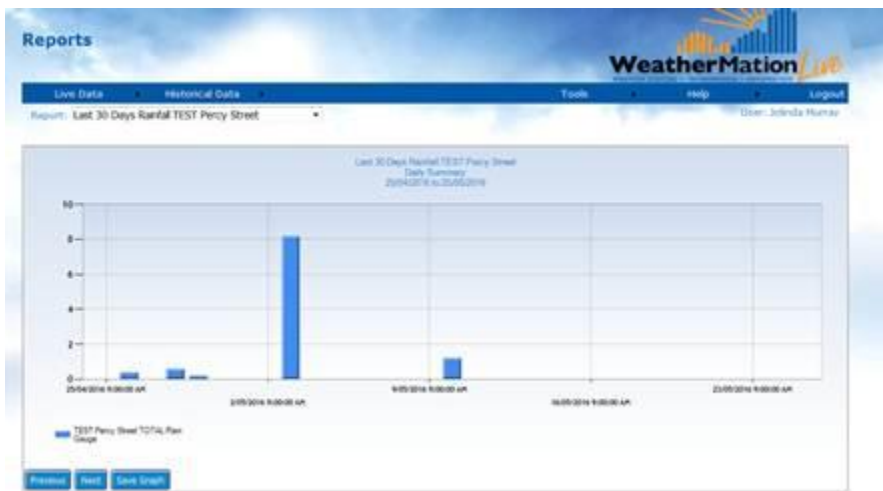 Reports
WeatherMation Live
Live Data Historical Data Tools Help Logout
Report: Last 30 Days Rainfall TEST Percy Street User: Jolinda Murray
Last 30 Days Rainfall TEST Percy Street
Daily Summary
25/04/2016 to 25/05/2016
10
8
6
4
2
0
25/04/2016 9:00:00 AM 2/05/2016 9:00:00 AM 9/05/2016 9:00:00 AM 16/05/2016 9:00:00 AM 23/05/2016 9:00:00 AM
TEST Percy Street TOTAL Rain
Gauge
Previous Next Save Graph